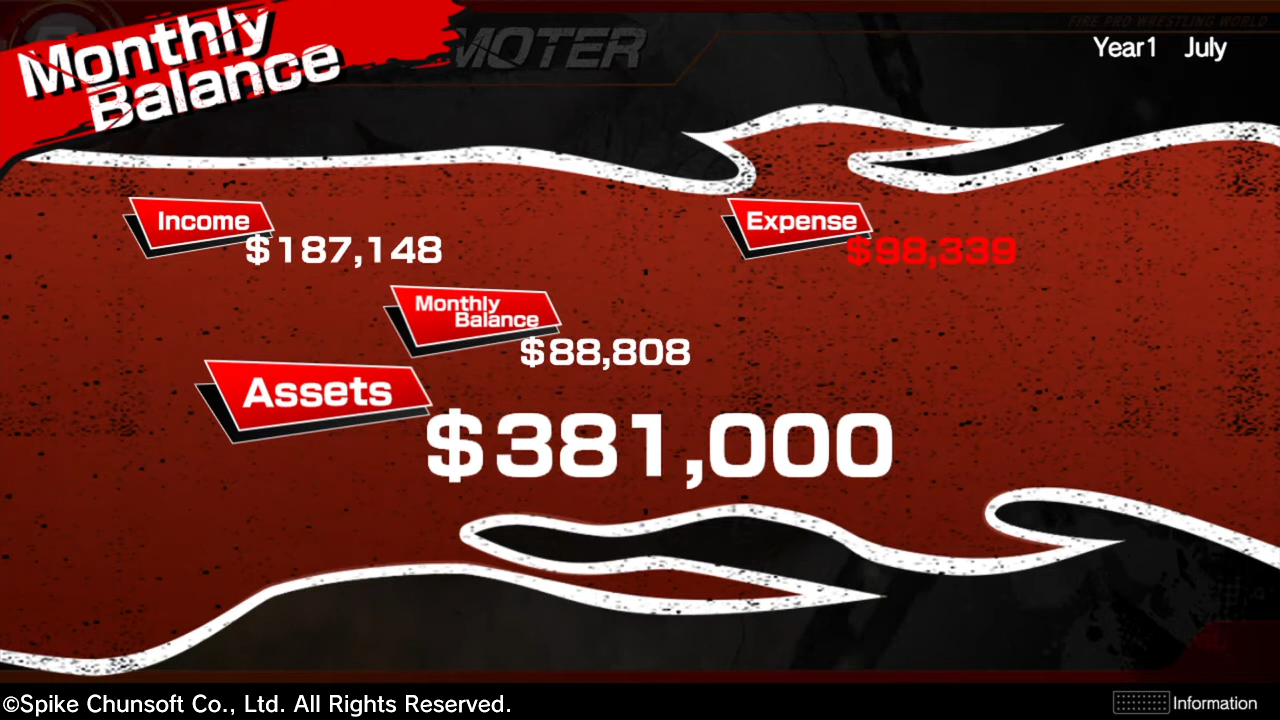 Monthly
Balance
MOTER
FIRE PRO WRESTLING WORLD
Year1 July
Income
$187,148
Expense
$98,339
Monthly
Balance
$88,808
Assets
$381,000
©Spike Chunsoft Co., Ltd. All Rights Reserved.
Information